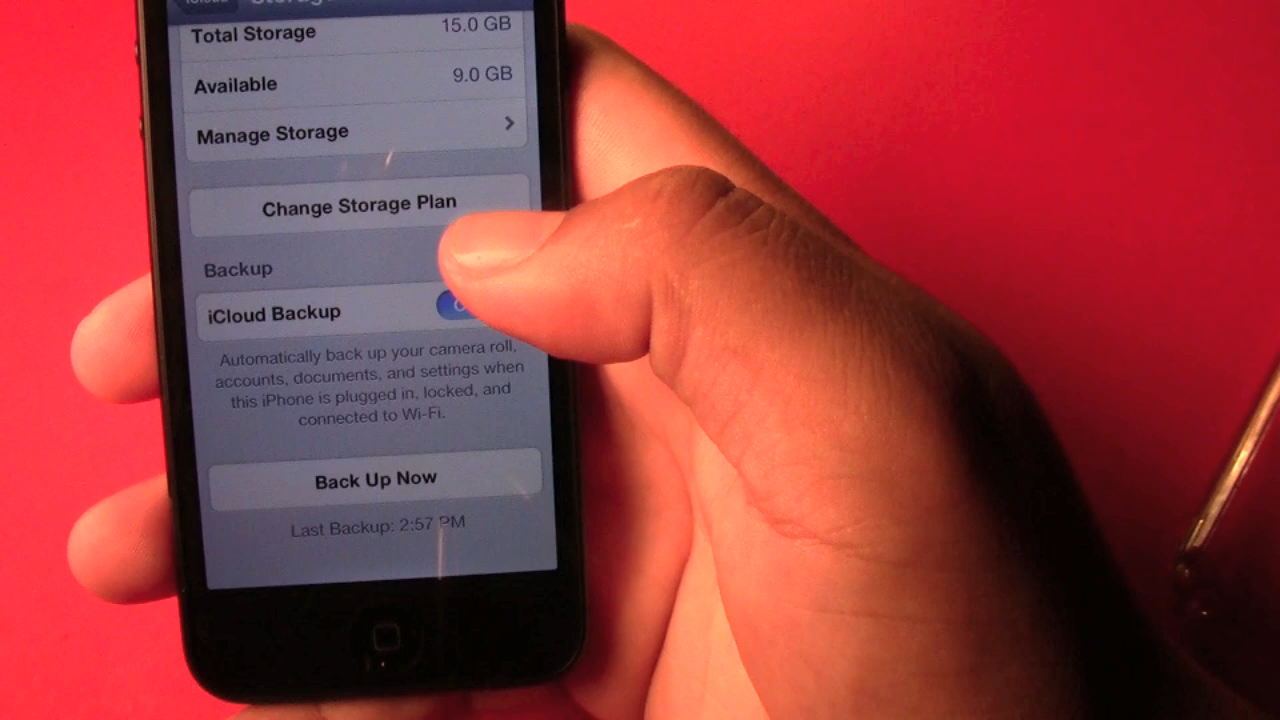 iCloud
Storage
Total Storage 15.0 GB
Available 9.0 GB
Manage Storage
Change Storage Plan
Backup
iCloud Backup
Automatically back up your camera roll,
accounts, documents, and settings when
this iPhone is plugged in, locked, and
connected to Wi-Fi.
Back Up Now
Last Backup: 2:57 PM